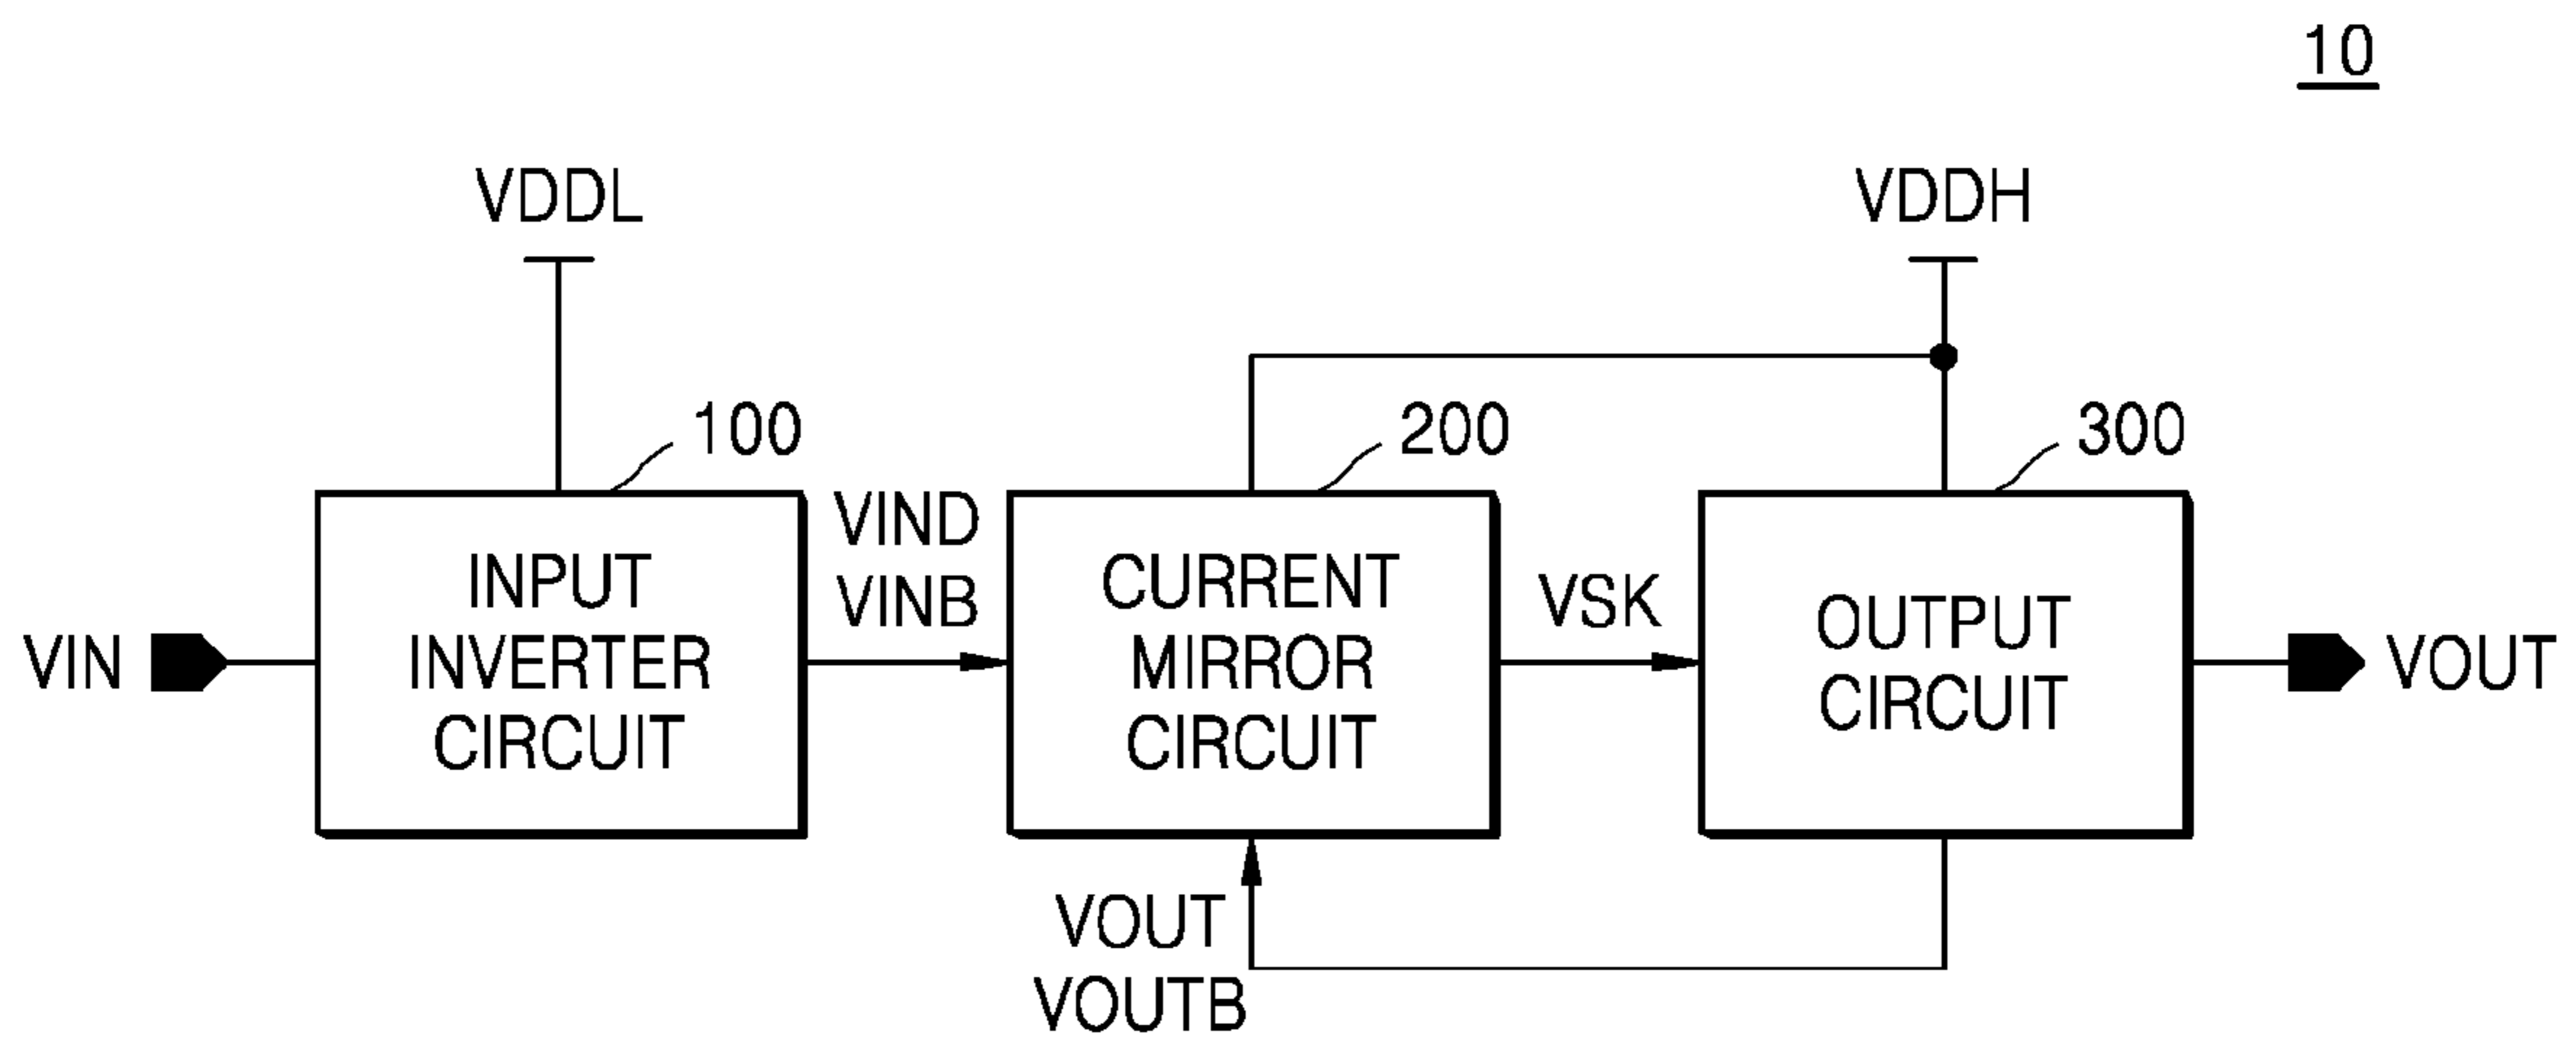 10
VDDL
VDDH
100
200
300
VIND
VINB
INPUT
INVERTER
CIRCUIT
CURRENT
MIRROR
CIRCUIT
VSK
OUTPUT
CIRCUIT
VIN
VOUT
VOUT
VOUTB